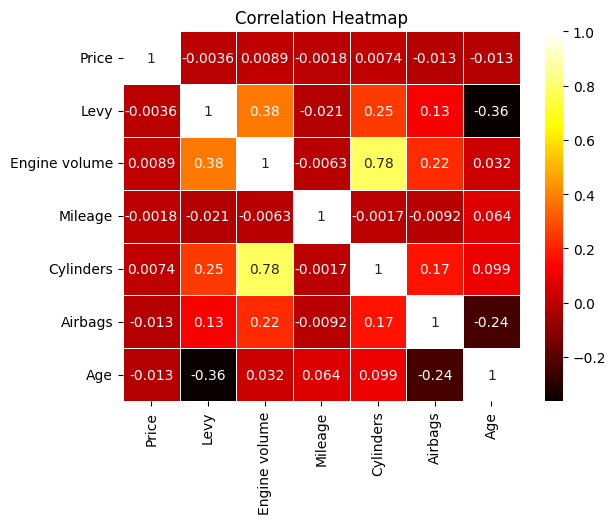 Correlation Heatmap
Price 1 -0.0036 0.0089 -0.0018 0.0074 -0.013 -0.013
Levy -0.0036 1 0.38 -0.021 0.25 0.13 -0.36
Engine volume 0.0089 0.38 1 -0.0063 0.78 0.22 0.032
Mileage -0.0018 -0.021 -0.0063 1 -0.0017 -0.0092 0.064
Cylinders 0.0074 0.25 0.78 -0.0017 1 0.17 0.099
Airbags -0.013 0.13 0.22 -0.0092 0.17 1 -0.24
Age -0.013 -0.36 0.032 0.064 0.099 -0.24 1
Price Levy Engine volume Mileage Cylinders Airbags Age
1.0
0.8
0.6
0.4
0.2
0.0
−0.2